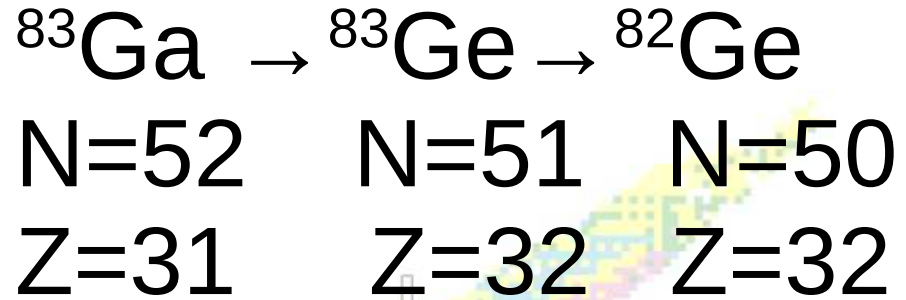 ⁸³Ga → ⁸³Ge → ⁸²Ge
N=52 N=51 N=50
Z=31 Z=32 Z=32